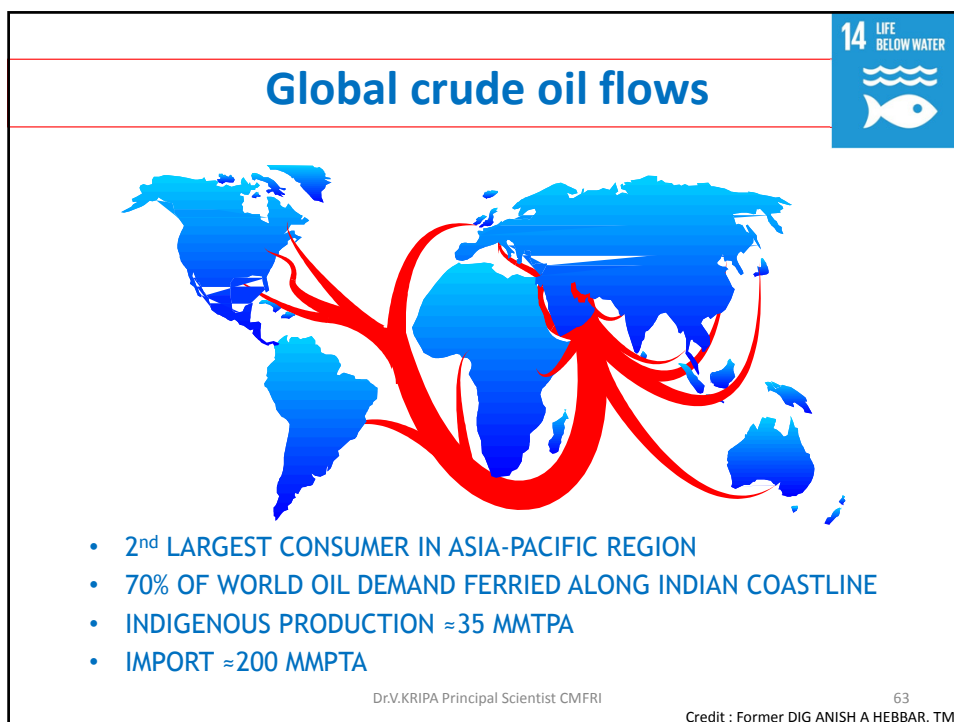 14 LIFE
BELOW WATER
Global crude oil flows
• 2nd LARGEST CONSUMER IN ASIA-PACIFIC REGION
• 70% OF WORLD OIL DEMAND FERRIED ALONG INDIAN COASTLINE
• INDIGENOUS PRODUCTION ≈35 MMTPA
• IMPORT ≈200 MMPTA
Dr.V.KRIPA Principal Scientist CMFRI 63
Credit : Former DIG ANISH A HEBBAR, TM